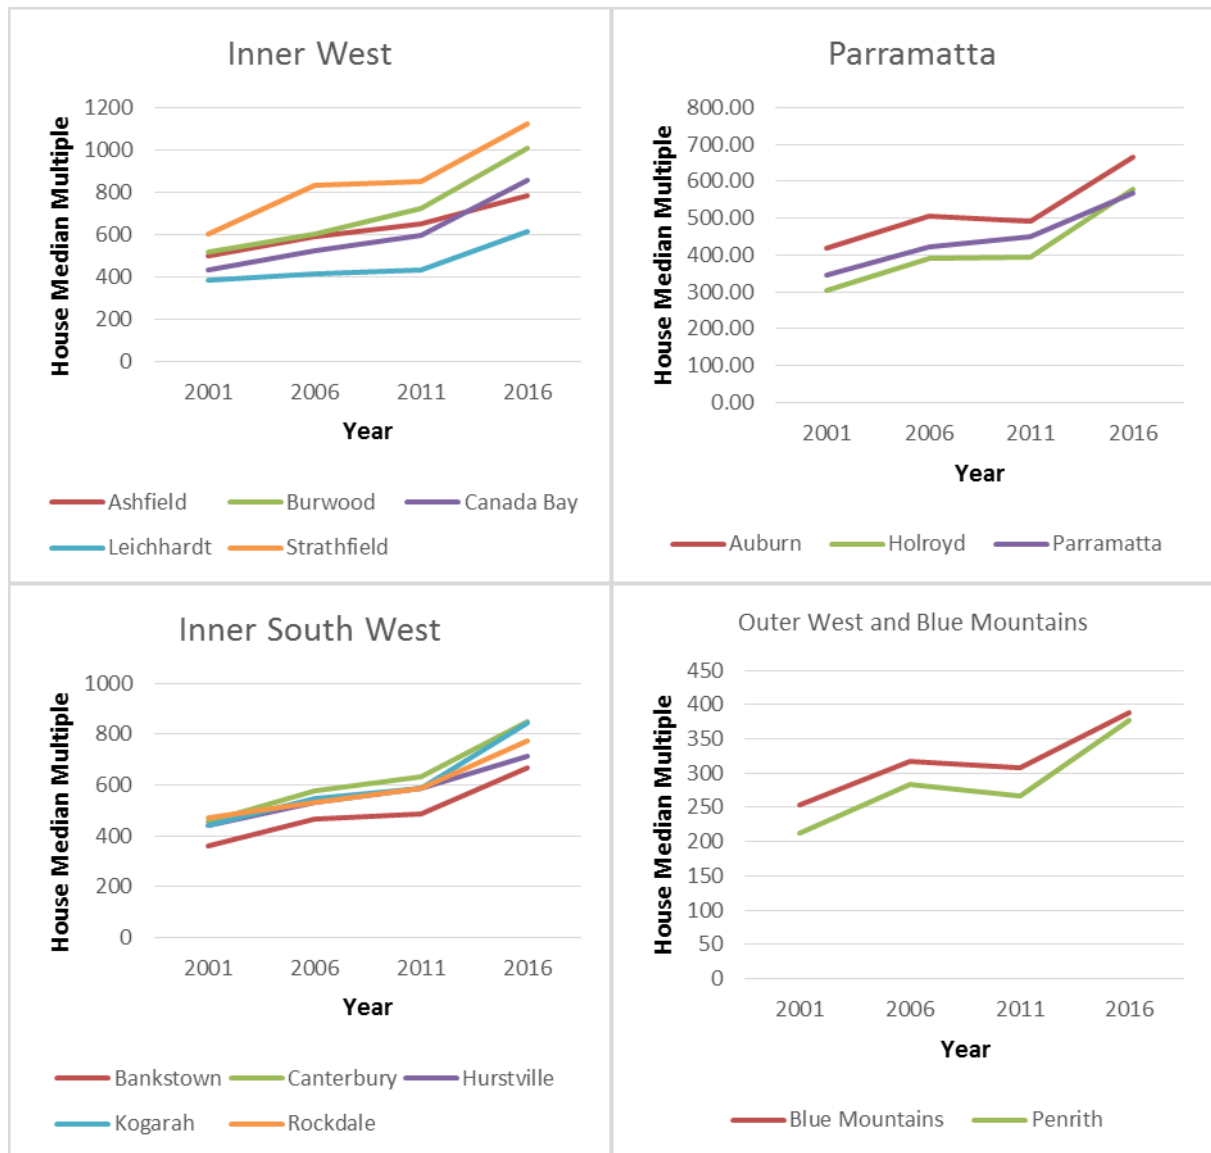 Inner West
House Median Multiple
1200
1000
800
600
400
200
0
2001 2006 2011 2016
Year
Ashfield Burwood Canada Bay
Leichhardt Strathfield
Parramatta
House Median Multiple
800.00
700.00
600.00
500.00
400.00
300.00
200.00
100.00
0.00
2001 2006 2011 2016
Year
Auburn Holroyd Parramatta
Inner South West
House Median Multiple
1000
800
600
400
200
0
2001 2006 2011 2016
Year
Bankstown Canterbury Hurstville
Kogarah Rockdale
Outer West and Blue Mountains
House Median Multiple
450
400
350
300
250
200
150
100
50
0
2001 2006 2011 2016
Year
Blue Mountains Penrith